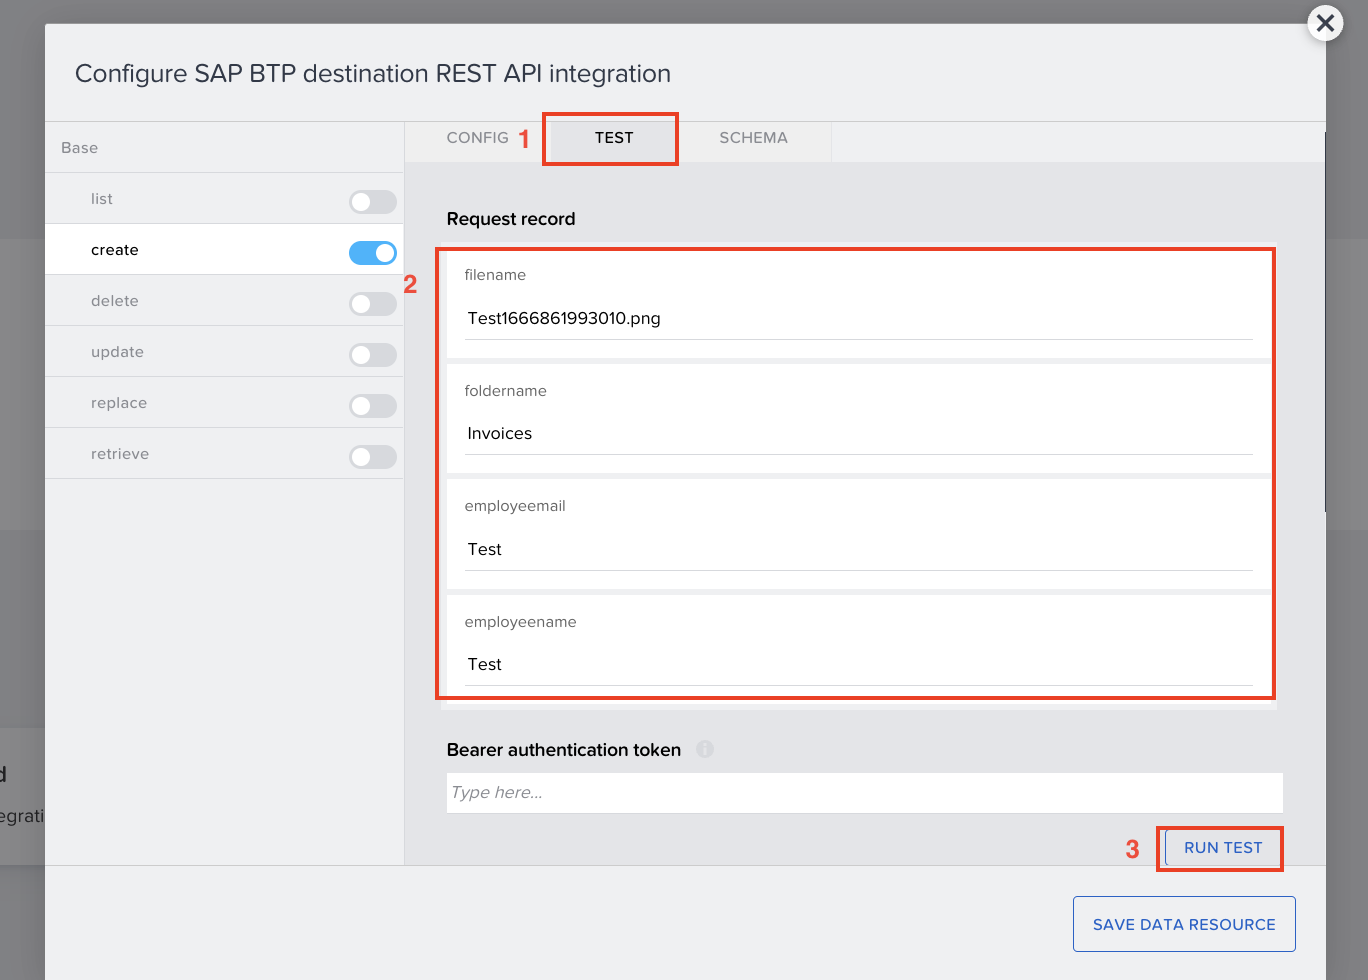 Configure SAP BTP destination REST API integration
Base
list
create
delete
update
replace
retrieve
CONFIG 1 TEST SCHEMA
Request record
2
filename
Test1666861993010.png
foldername
Invoices
employeemail
Test
employeename
Test
Bearer authentication token
Type here...
3 RUN TEST
SAVE DATA RESOURCE
d
egrati